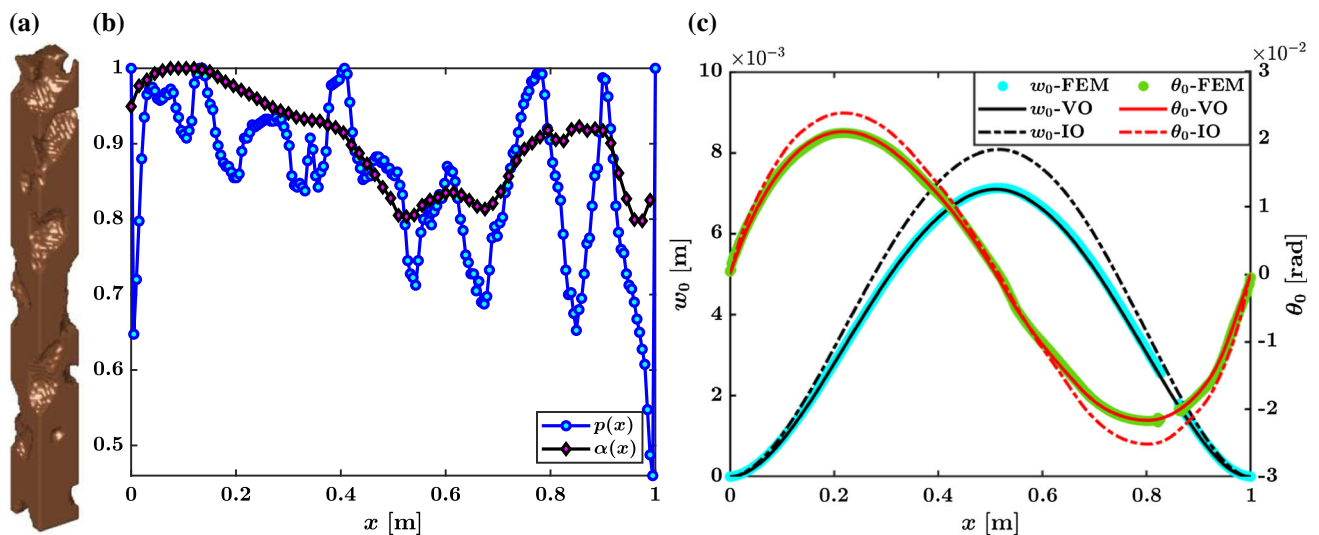 (a)
(b)
(c)
1
0.9
0.8
0.7
0.6
0.5
0
0.2
0.4
0.6
0.8
1
x [m]
p(x)
α(x)
×10⁻³
10
8
6
4
2
0
w₀ [m]
0
0.2
0.4
0.6
0.8
1
x [m]
×10⁻²
3
2
1
0
-1
-2
-3
θ₀ [rad]
w₀-FEM
w₀-VO
w₀-IO
θ₀-FEM
θ₀-VO
θ₀-IO